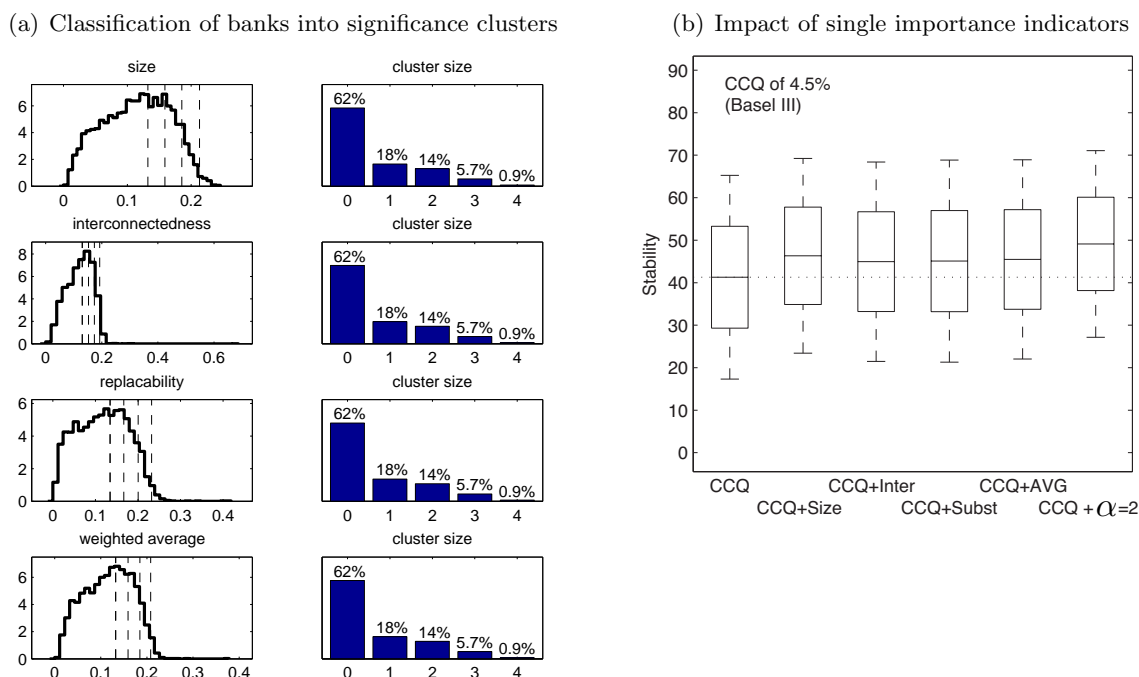 (a) Classification of banks into significance clusters
size
6
4
2
0
0 0.1 0.2
cluster size
62%
18%
14%
5.7%
0.9%
0 1 2 3 4
interconnectedness
8
6
4
2
0
0 0.2 0.4 0.6
cluster size
62%
18%
14%
5.7%
0.9%
0 1 2 3 4
replacability
6
4
2
0
0 0.1 0.2 0.3 0.4
cluster size
62%
18%
14%
5.7%
0.9%
0 1 2 3 4
weighted average
6
4
2
0
0 0.1 0.2 0.3 0.4
cluster size
62%
18%
14%
5.7%
0.9%
0 1 2 3 4
(b) Impact of single importance indicators
CCQ of 4.5%
(Basel III)
Stability
90
80
70
60
50
40
30
20
10
0
CCQ CCQ+Inter CCQ+AVG
CCQ+Size CCQ+Subst CCQ +α=2